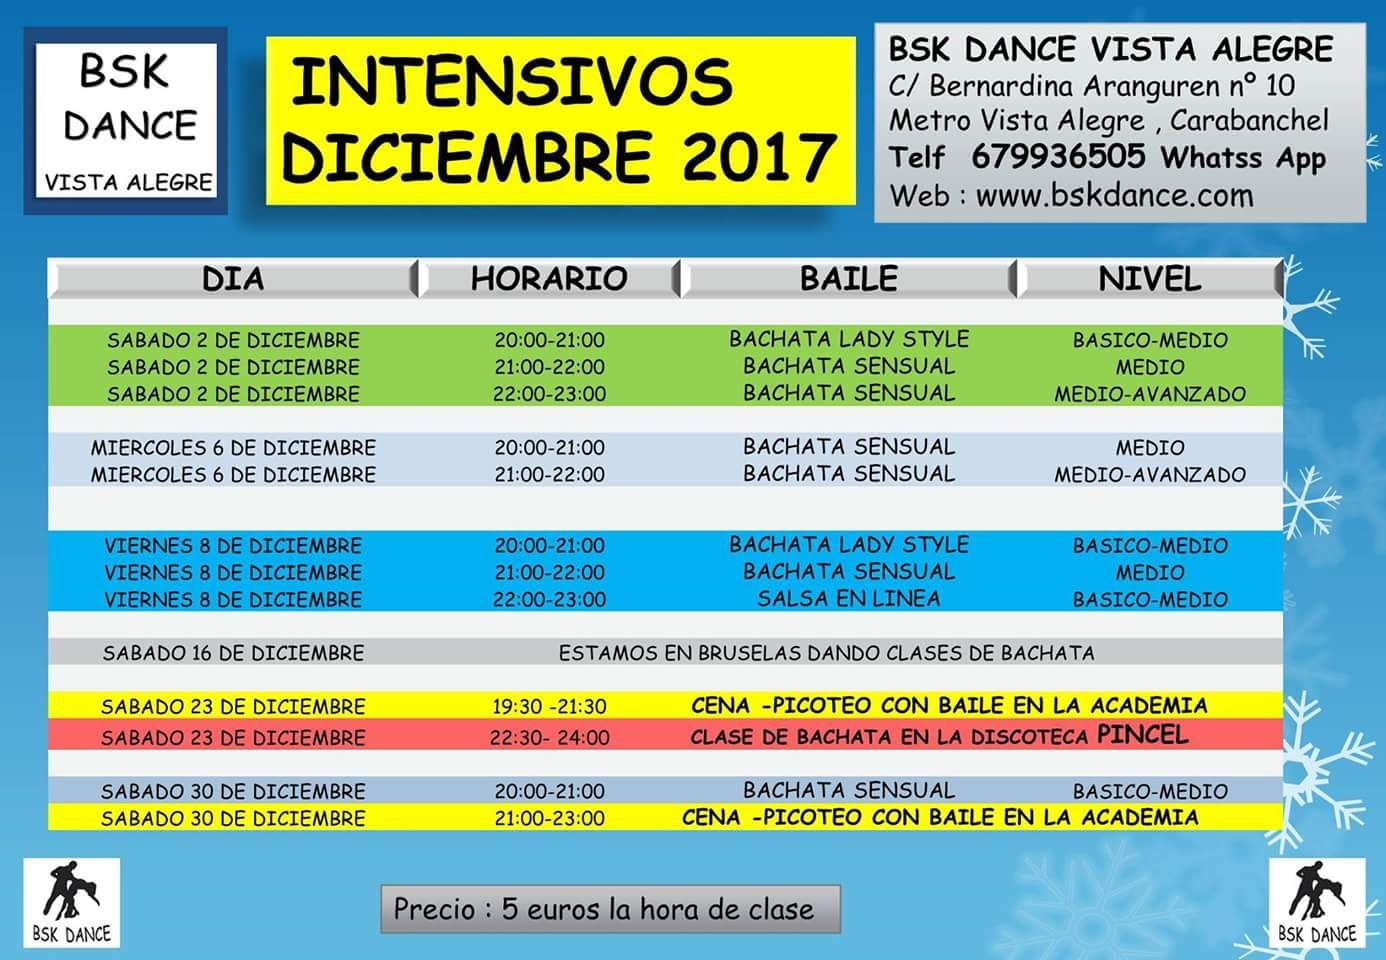 BSK
DANCE
VISTA ALEGRE
INTENSIVOS
DICIEMBRE 2017
BSK DANCE VISTA ALEGRE
C/ Bernardina Aranguren nº 10
Metro Vista Alegre , Carabanchel
Telf 679936505 Whatss App
Web : www.bskdance.com
DIA HORARIO BAILE NIVEL
SABADO 2 DE DICIEMBRE 20:00-21:00 BACHATA LADY STYLE BASICO-MEDIO
SABADO 2 DE DICIEMBRE 21:00-22:00 BACHATA SENSUAL MEDIO
SABADO 2 DE DICIEMBRE 22:00-23:00 BACHATA SENSUAL MEDIO-AVANZADO
MIERCOLES 6 DE DICIEMBRE 20:00-21:00 BACHATA SENSUAL MEDIO
MIERCOLES 6 DE DICIEMBRE 21:00-22:00 BACHATA SENSUAL MEDIO-AVANZADO
VIERNES 8 DE DICIEMBRE 20:00-21:00 BACHATA LADY STYLE BASICO-MEDIO
VIERNES 8 DE DICIEMBRE 21:00-22:00 BACHATA SENSUAL MEDIO
VIERNES 8 DE DICIEMBRE 22:00-23:00 SALSA EN LINEA BASICO-MEDIO
SABADO 16 DE DICIEMBRE ESTAMOS EN BRUSELAS DANDO CLASES DE BACHATA
SABADO 23 DE DICIEMBRE 19:30 -21:30 CENA -PICOTEO CON BAILE EN LA ACADEMIA
SABADO 23 DE DICIEMBRE 22:30- 24:00 CLASE DE BACHATA EN LA DISCOTECA PINCEL
SABADO 30 DE DICIEMBRE 20:00-21:00 BACHATA SENSUAL BASICO-MEDIO
SABADO 30 DE DICIEMBRE 21:00-23:00 CENA -PICOTEO CON BAILE EN LA ACADEMIA
BSK DANCE
Precio : 5 euros la hora de clase
BSK DANCE